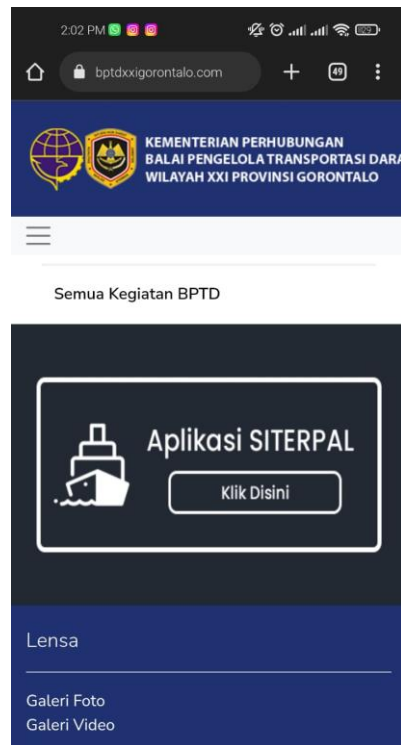 2:02 PM
bptdxxigorontalo.com
49
KEMENTERIAN PERHUBUNGAN
BALAI PENGELOLA TRANSPORTASI DARA
WILAYAH XXI PROVINSI GORONTALO
Semua Kegiatan BPTD
Aplikasi SITERPAL
Klik Disini
Lensa
Galeri Foto
Galeri Video